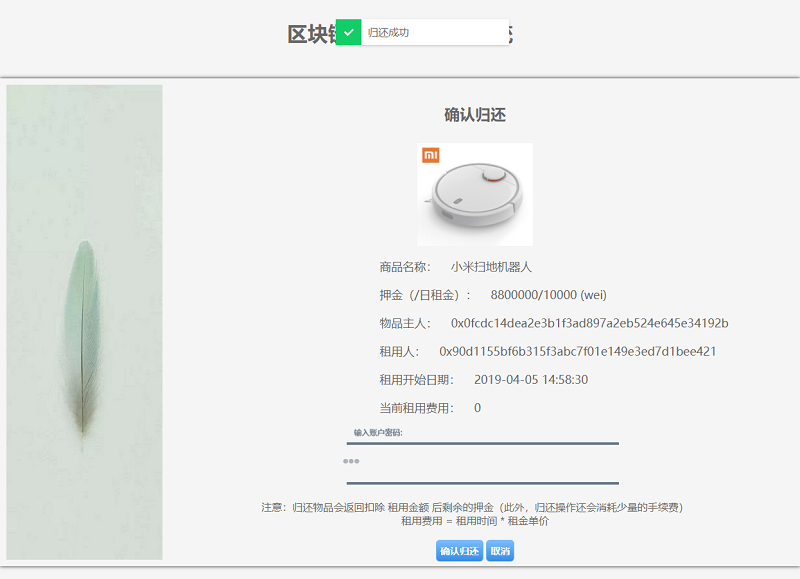 区块
归还成功
确认归还
mi
商品名称： 小米扫地机器人
押金（/日租金）： 8800000/10000 (wei)
物品主人： 0x0fcdc14dea2e3b1f3ad897a2eb524e645e34192b
租用人： 0x90d1155bf6b315f3abc7f01e149e3ed7d1bee421
租用开始日期： 2019-04-05 14:58:30
当前租用费用： 0
输入账户密码:
注意：归还物品会返回扣除 租用金额 后剩余的押金（此外，归还操作还会消耗少量的手续费）
租用费用 = 租用时间 * 租金单价
确认归还 取消